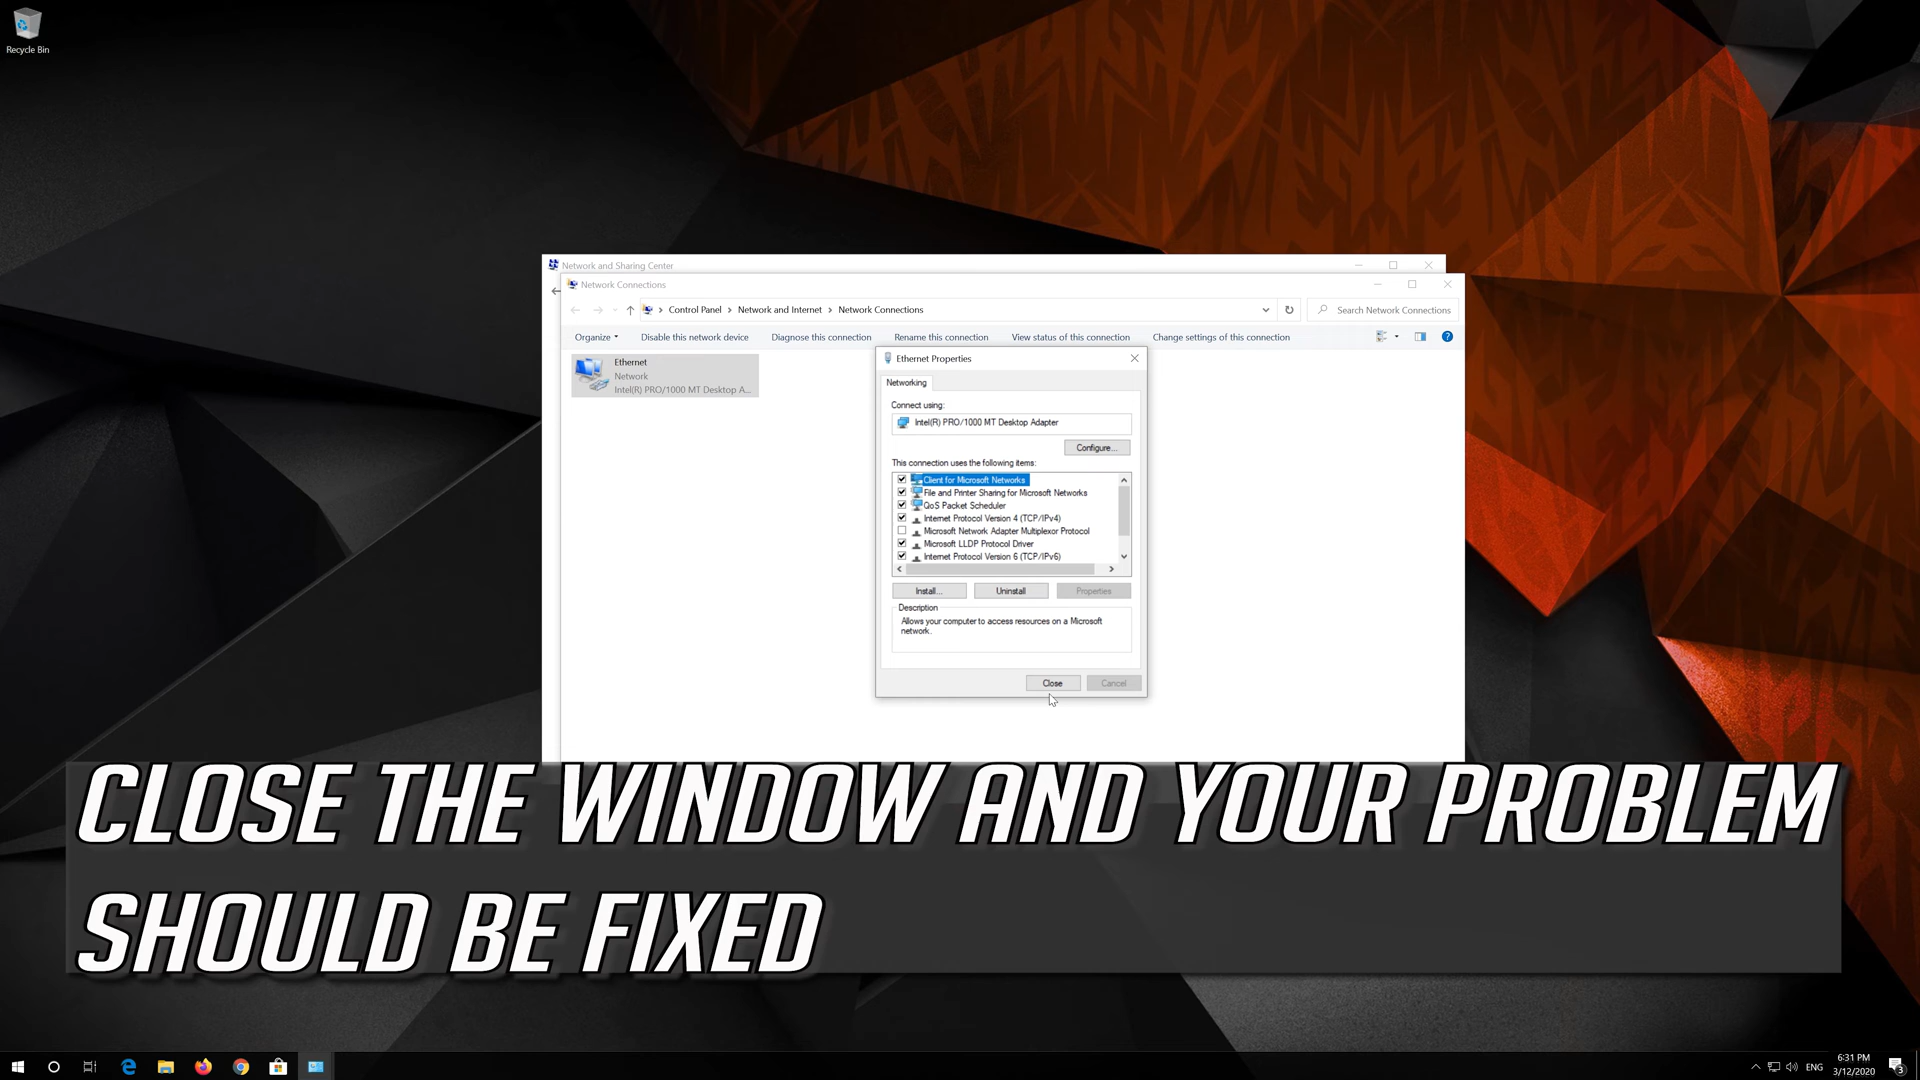 Recycle Bin
Network and Sharing Center
Network Connections
Control Panel > Network and Internet > Network Connections
Search Network Connections
Organize
Disable this network device
Diagnose this connection
Rename this connection
View status of this connection
Change settings of this connection
Ethernet
Network
Intel(R) PRO/1000 MT Desktop A...
Ethernet Properties
Networking
Connect using:
Intel(R) PRO/1000 MT Desktop Adapter
Configure...
This connection uses the following items:
Client for Microsoft Networks
File and Printer Sharing for Microsoft Networks
QoS Packet Scheduler
Internet Protocol Version 4 (TCP/IPv4)
Microsoft Network Adapter Multiplexor Protocol
Microsoft LLDP Protocol Driver
Internet Protocol Version 6 (TCP/IPv6)
Install...
Uninstall
Properties
Description
Allows your computer to access resources on a Microsoft
network.
Close
Cancel
CLOSE THE WINDOW AND YOUR PROBLEM
SHOULD BE FIXED
ENG
6:31 PM
3/12/2020
3